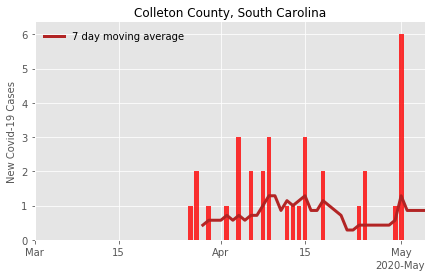 Colleton County, South Carolina
7 day moving average
New Covid-19 Cases
6
5
4
3
2
1
0
Mar 15 Apr 15 May
2020-May